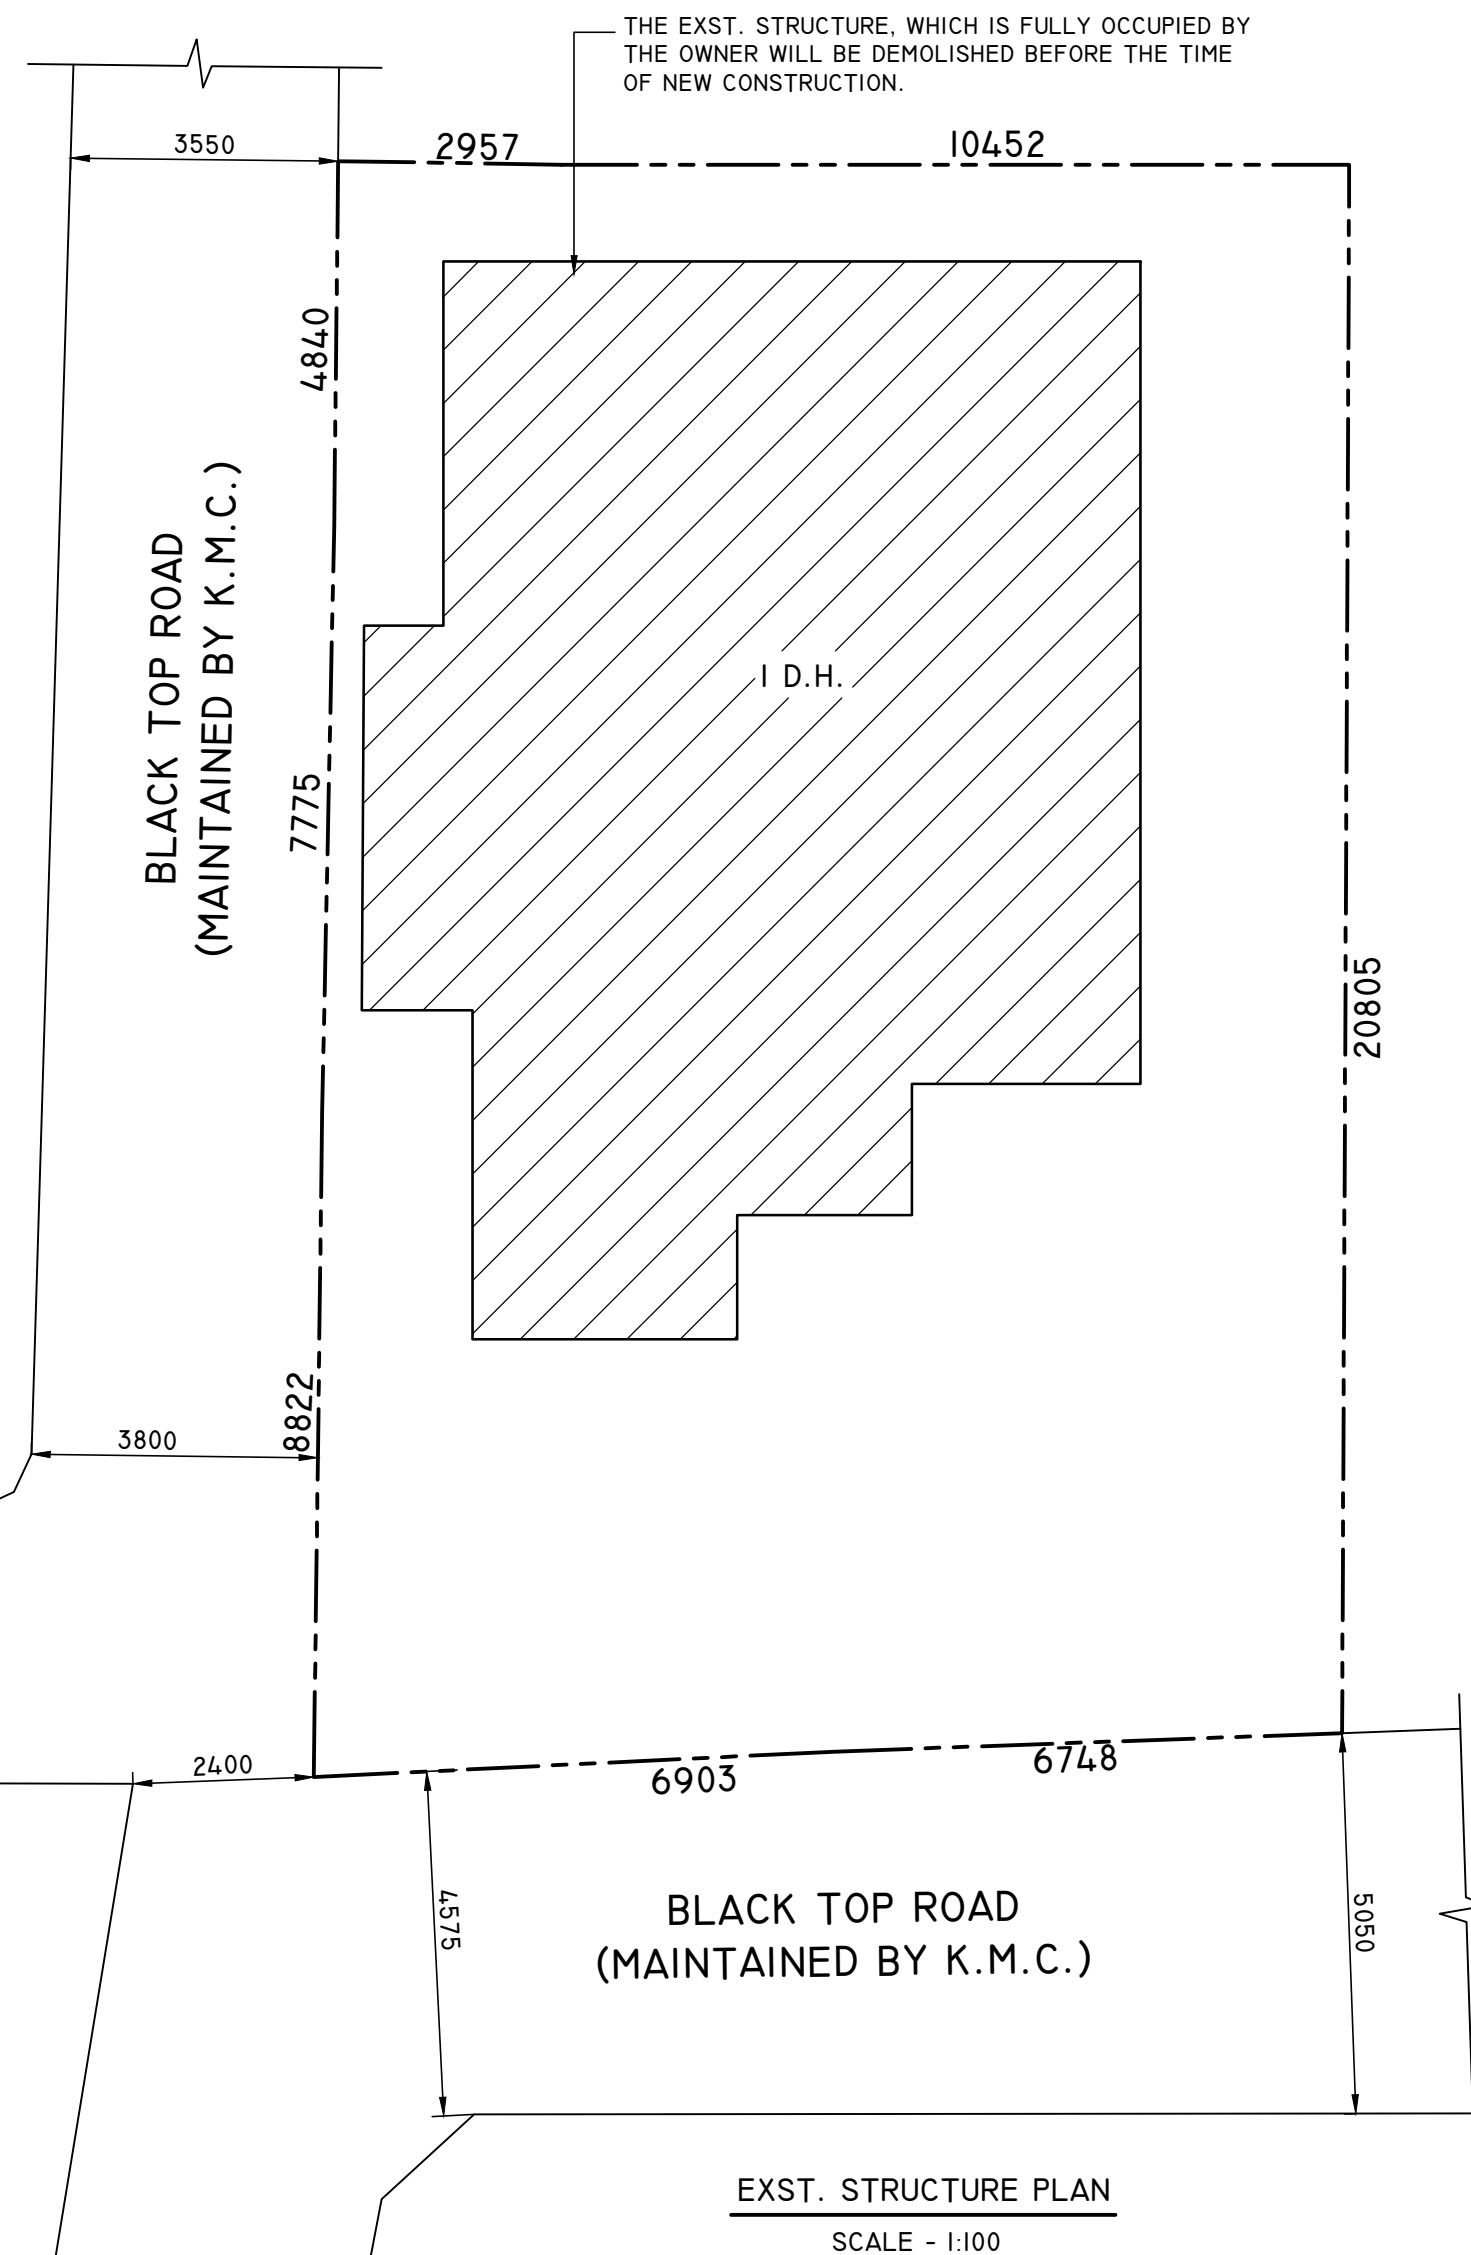 THE EXST. STRUCTURE, WHICH IS FULLY OCCUPIED BY
THE OWNER WILL BE DEMOLISHED BEFORE THE TIME
OF NEW CONSTRUCTION.
3550
2957
10452
4840
BLACK TOP ROAD
(MAINTAINED BY K.M.C.)
1 D.H.
7775
20805
8822
3800
2400
6903
6748
4575
BLACK TOP ROAD
(MAINTAINED BY K.M.C.)
5050
EXST. STRUCTURE PLAN
SCALE - 1:100